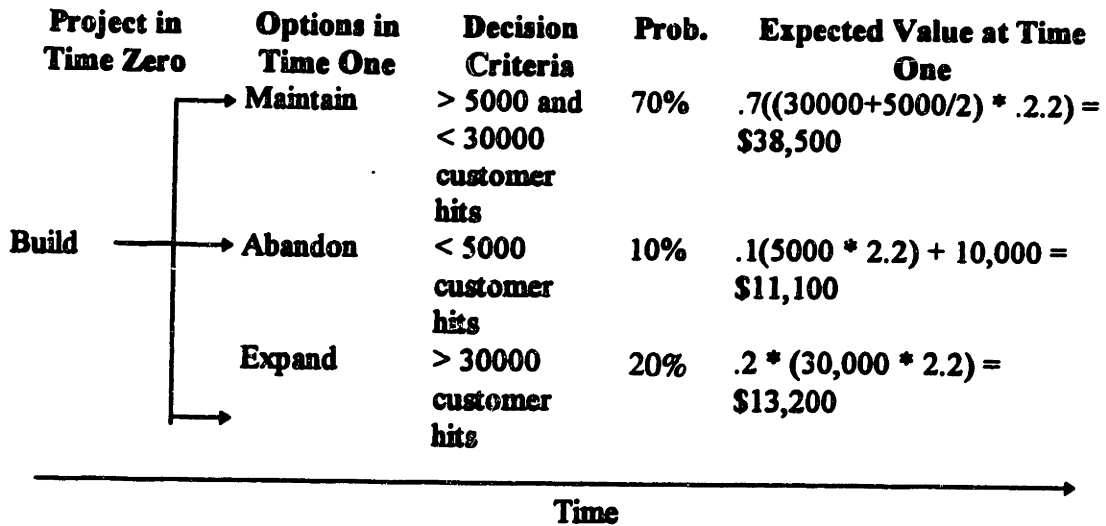 Project in Options in Decision Prob. Expected Value at Time
Time Zero Time One Criteria One
Maintain > 5000 and 70% .7((30000+5000/2) * .2.2) =
< 30000 $38,500
customer
hits
Build Abandon < 5000 10% .1(5000 * 2.2) + 10,000 =
customer $11,100
hits
Expand > 30000 20% .2 * (30,000 * 2.2) =
customer $13,200
hits
Time